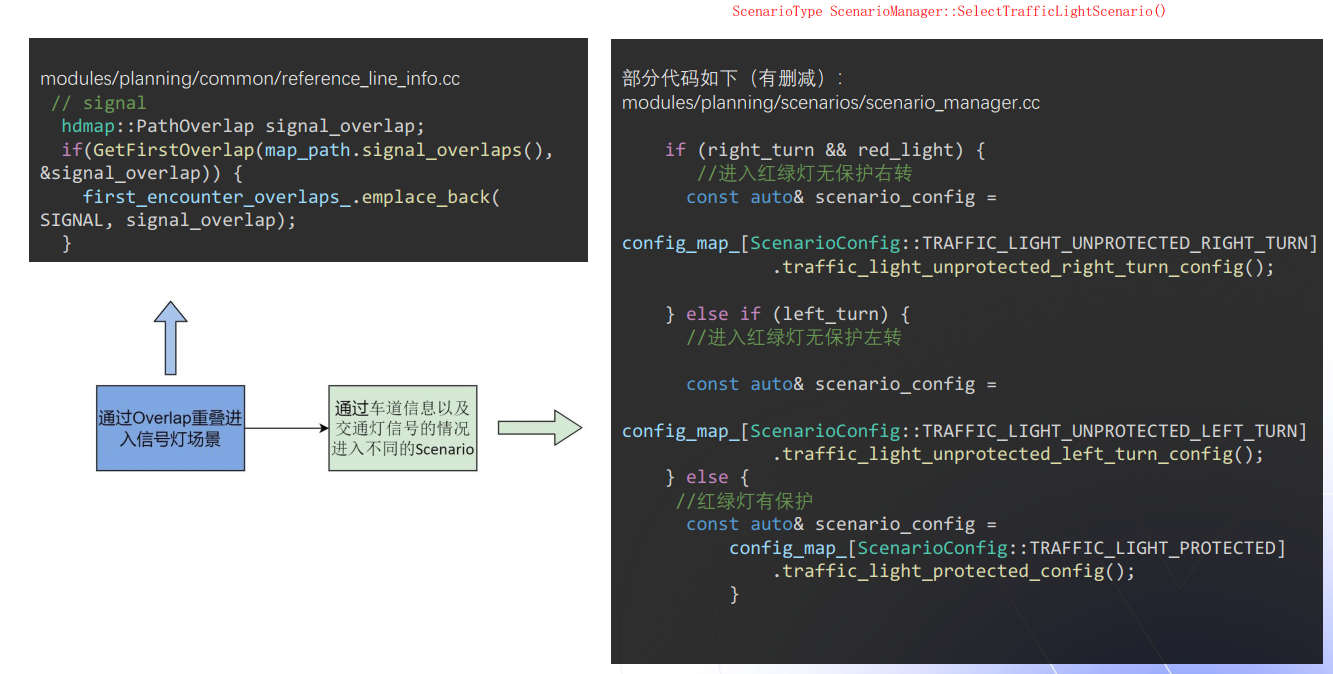 ScenarioType ScenarioManager::SelectTrafficLightScenario()
modules/planning/common/reference_line_info.cc
// signal
hdmap::PathOverlap signal_overlap;
if(GetFirstOverlap(map_path.signal_overlaps(),
&signal_overlap)) {
first_encounter_overlaps_.emplace_back(
SIGNAL, signal_overlap);
}
通过Overlap重叠进
入信号灯场景
通过车道信息以及
交通灯信号的情况
进入不同的Scenario
部分代码如下（有删减）：
modules/planning/scenarios/scenario_manager.cc
if (right_turn && red_light) {
//进入红绿灯无保护右转
const auto& scenario_config =
config_map_[ScenarioConfig::TRAFFIC_LIGHT_UNPROTECTED_RIGHT_TURN]
.traffic_light_unprotected_right_turn_config();
} else if (left_turn) {
//进入红绿灯无保护左转
const auto& scenario_config =
config_map_[ScenarioConfig::TRAFFIC_LIGHT_UNPROTECTED_LEFT_TURN]
.traffic_light_unprotected_left_turn_config();
} else {
//红绿灯有保护
const auto& scenario_config =
config_map_[ScenarioConfig::TRAFFIC_LIGHT_PROTECTED]
.traffic_light_protected_config();
}